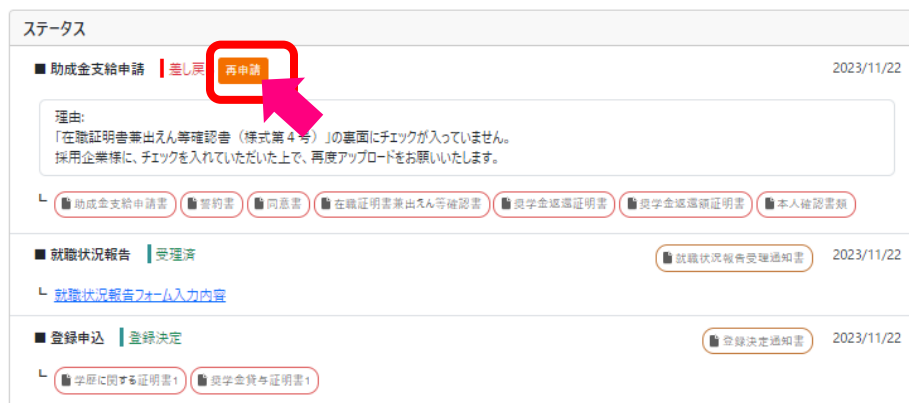 ステータス
■ 助成金支給申請 差し戻 再申請 2023/11/22
理由:
「在職証明書兼出えん等確認書（様式第4号）」の裏面にチェックが入っていません。
採用企業様に、チェックを入れていただいた上で、再度アップロードをお願いいたします。
└ 助成金支給申請書 誓約書 同意書 在職証明書兼出えん等確認書 奨学金返還証明書 奨学金返還額証明書 本人確認書類
■ 就職状況報告 受理済 就職状況報告受理通知書 2023/11/22
└ 就職状況報告フォーム入力内容
■ 登録申込 登録決定 登録決定通知書 2023/11/22
└ 学歴に関する証明書1 奨学金貸与証明書1